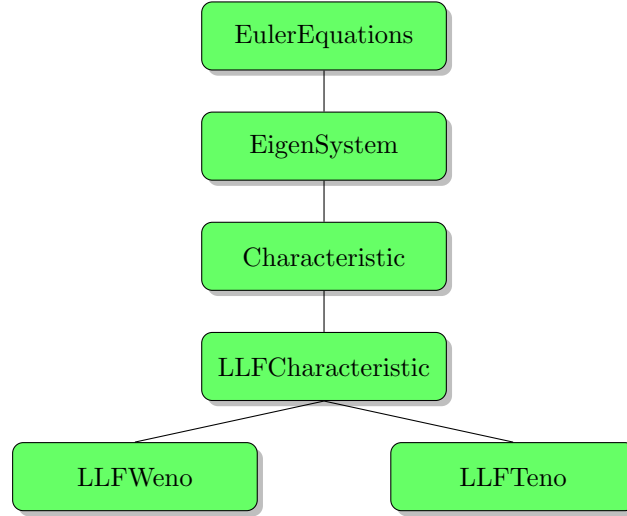 EulerEquations
EigenSystem
Characteristic
LLFCharacteristic
LLFWeno
LLFTeno